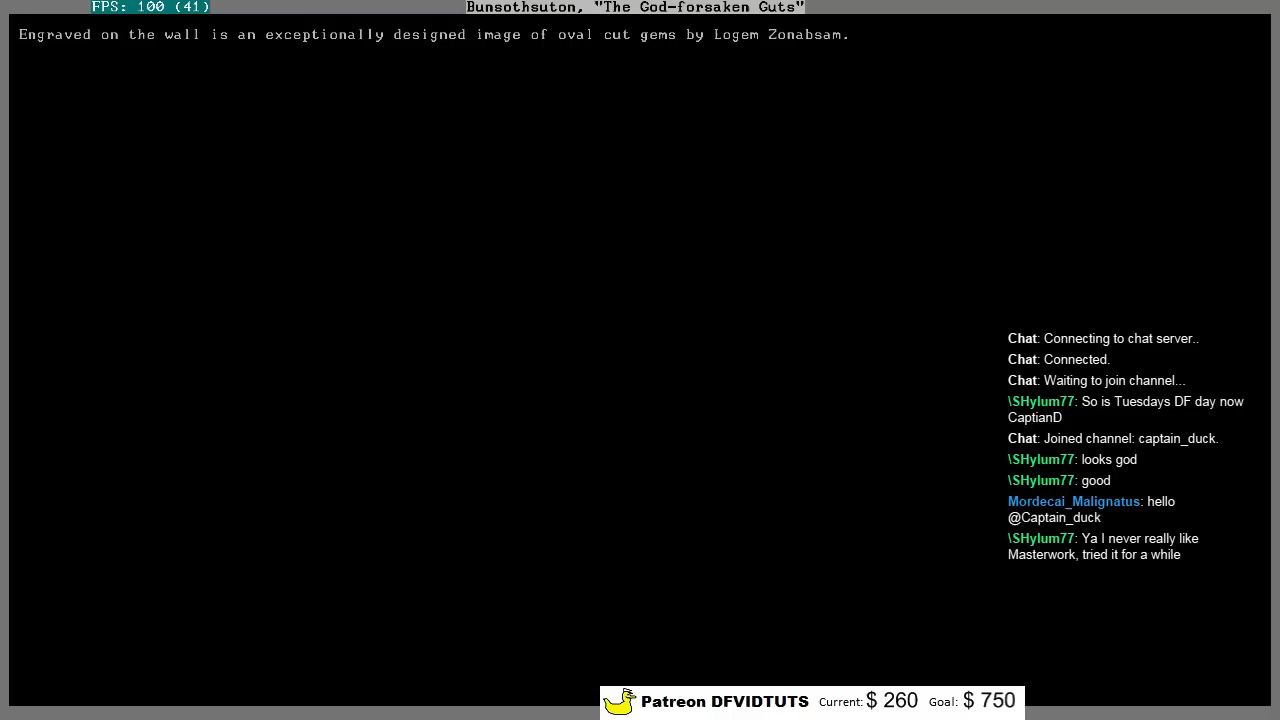 FPS: 100 (41)
Bunsothsuton, "The God-forsaken Guts"
Engraved on the wall is an exceptionally designed image of oval cut gems by Logem Zonabsam.
Chat: Connecting to chat server..
Chat: Connected.
Chat: Waiting to join channel...
\SHylum77: So is Tuesdays DF day now
CaptianD
Chat: Joined channel: captain_duck.
\SHylum77: looks god
\SHylum77: good
Mordecai_Malignatus: hello
@Captain_duck
\SHylum77: Ya I never really like
Masterwork, tried it for a while
Patreon DFVIDTUTS Current: $ 260 Goal: $ 750